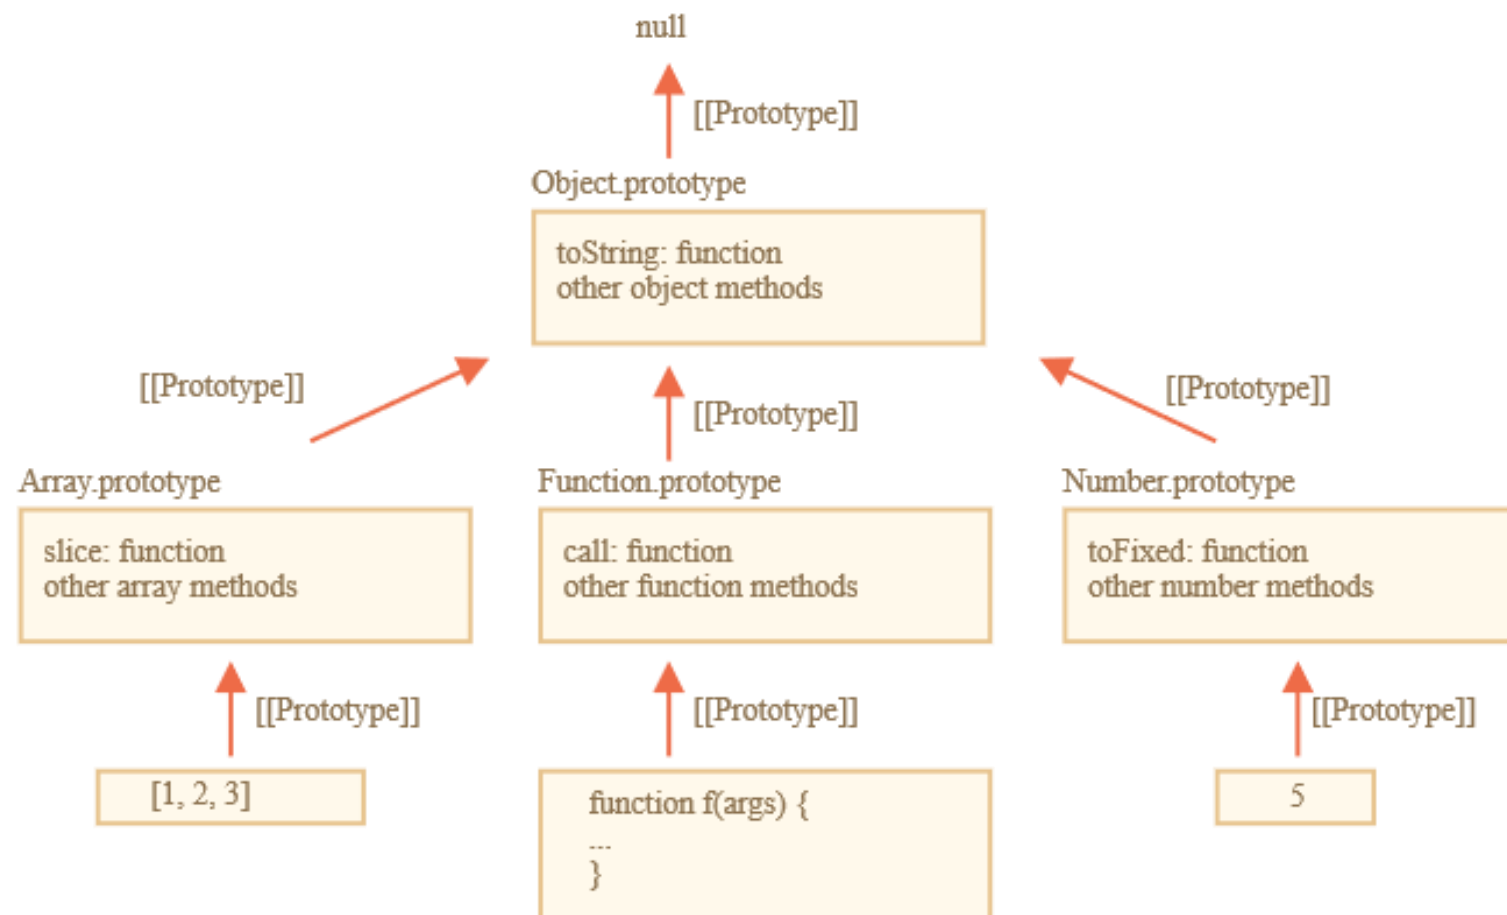 null
[[Prototype]]
Object.prototype
toString: function
other object methods
[[Prototype]]
[[Prototype]]
[[Prototype]]
Array.prototype
Function.prototype
Number.prototype
slice: function
other array methods
call: function
other function methods
toFixed: function
other number methods
[[Prototype]]
[[Prototype]]
[[Prototype]]
[1, 2, 3]
function f(args) {
...
}
5